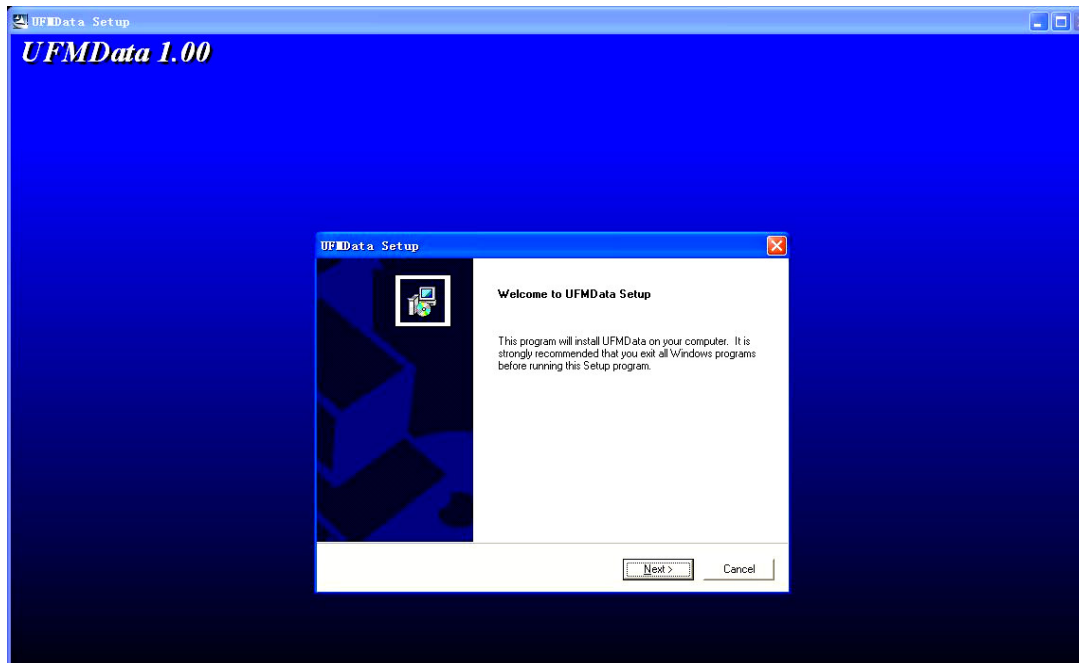 UFMData Setup
UFMData 1.00
UFMData Setup
Welcome to UFMData Setup
This program will install UFMData on your computer. It is
strongly recommended that you exit all Windows programs
before running this Setup program.
Next >
Cancel